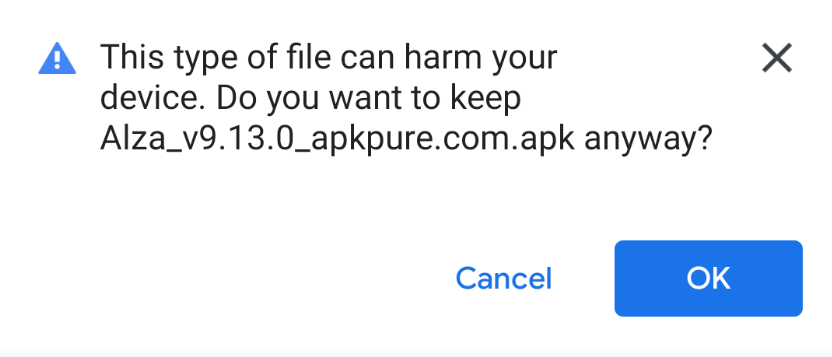 This type of file can harm your
device. Do you want to keep
Alza_v9.13.0_apkpure.com.apk anyway?
Cancel
OK